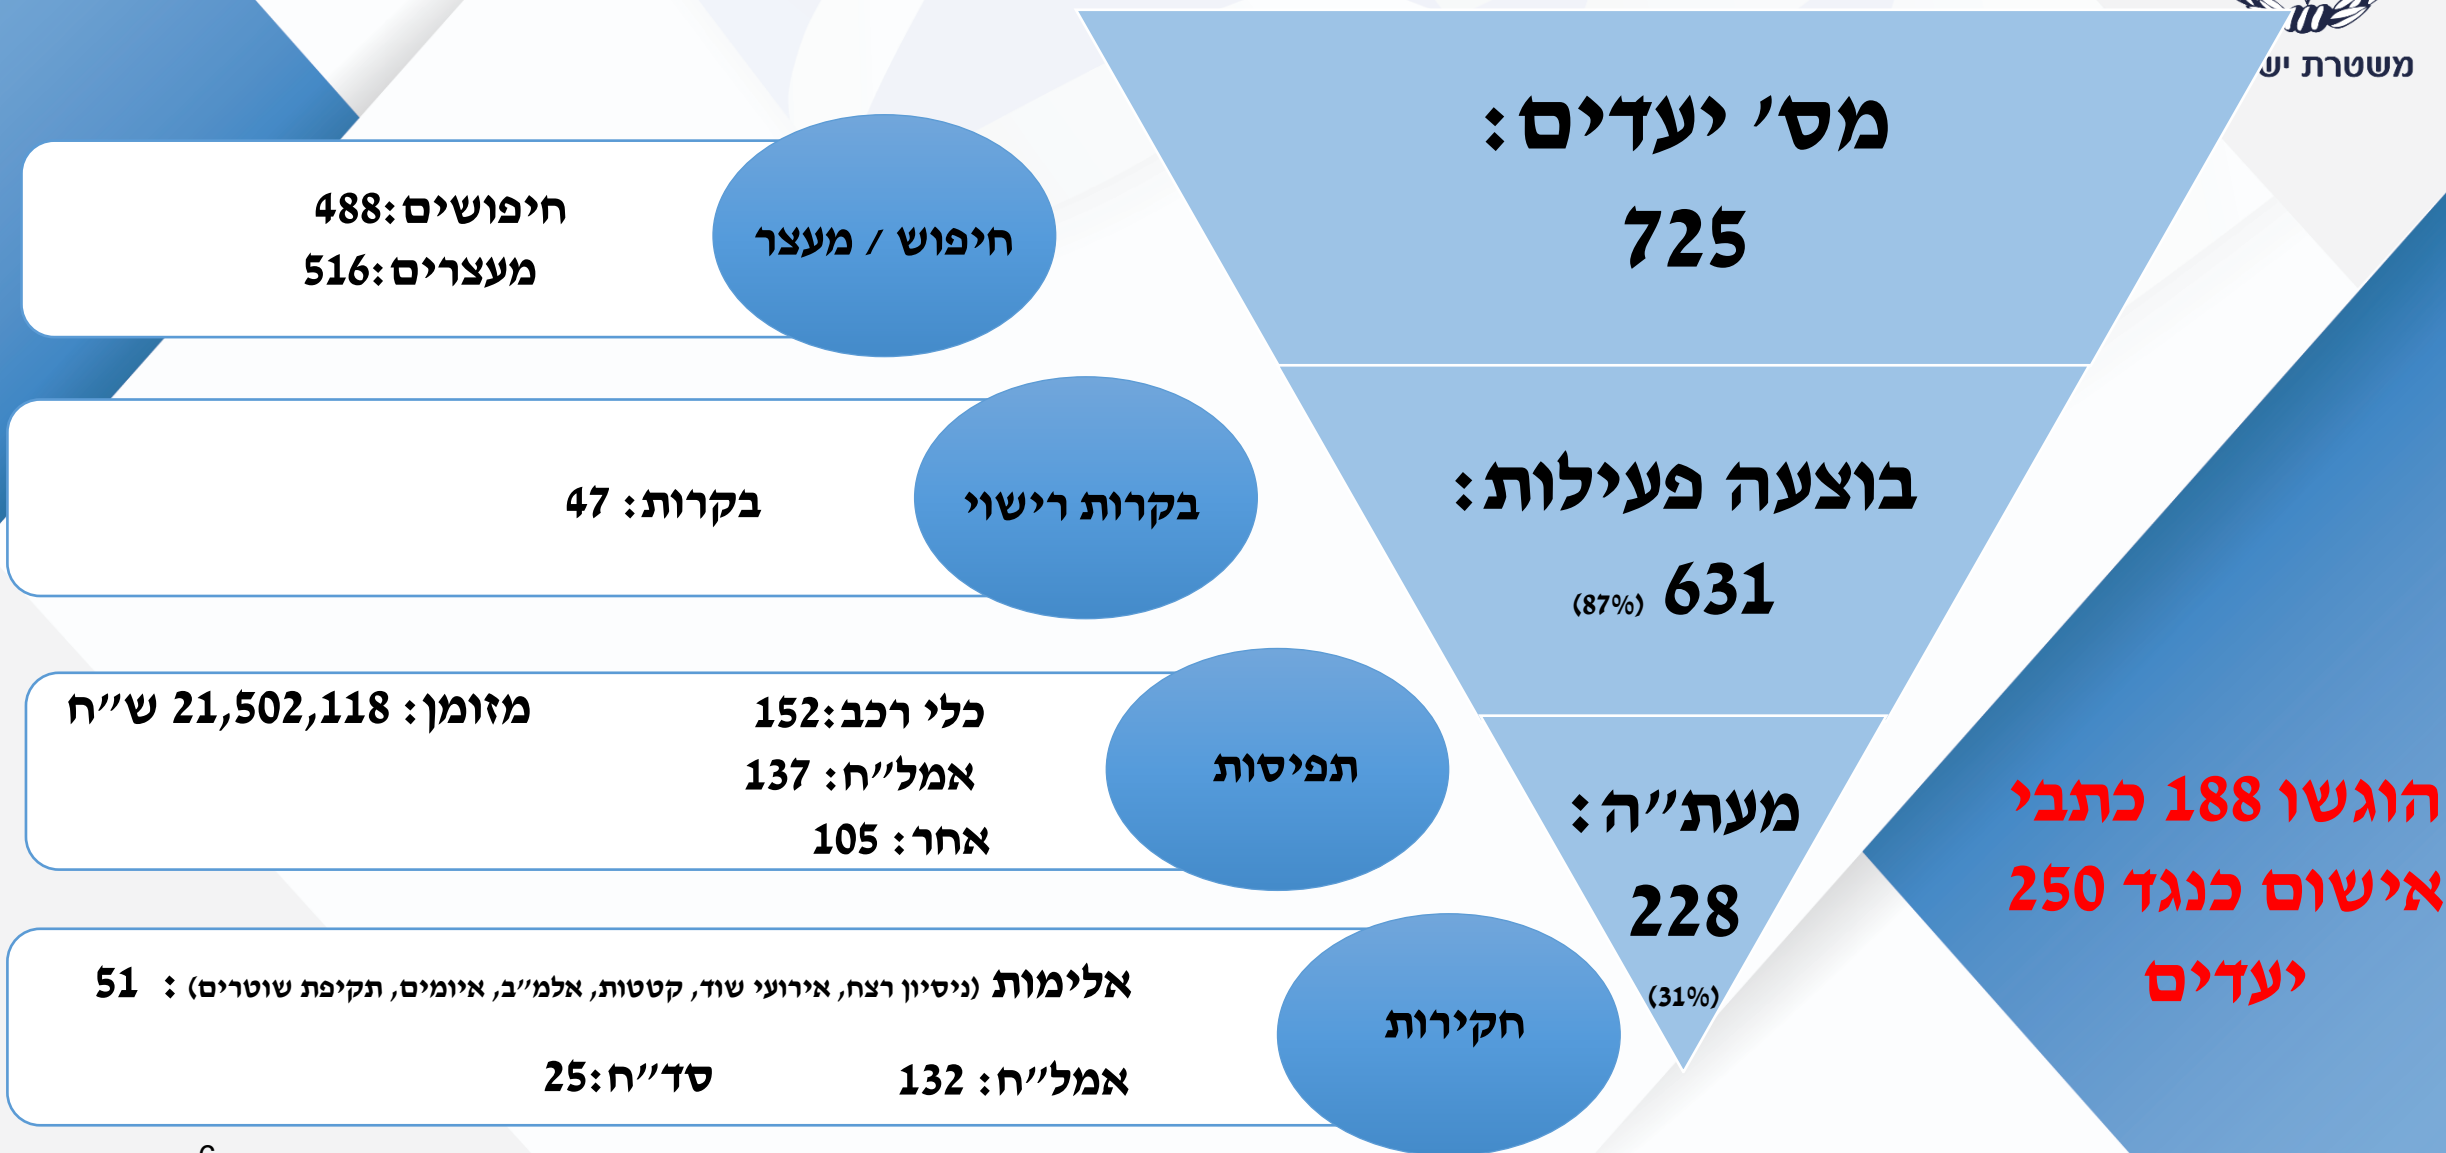 משטרת יש
מס' יעדים:
725
בוצעה פעילות:
631 (87%)
מעת"ה:
228
(31%)
הוגשו 188 כתבי
אישום כנגד 250
יעדים
חיפוש / מעצר
חיפושים:488
מעצרים:516
בקרות רישוי
בקרות: 47
תפיסות
כלי רכב:152
מזומן: 21,502,118 ש"ח
אמל"ח: 137
אחר: 105
חקירות
אלימות (ניסיון רצח, אירועי שוד, קטטות, אלמ"ב, איומים, תקיפת שוטרים) : 51
אמל"ח: 132
סד"ח:25